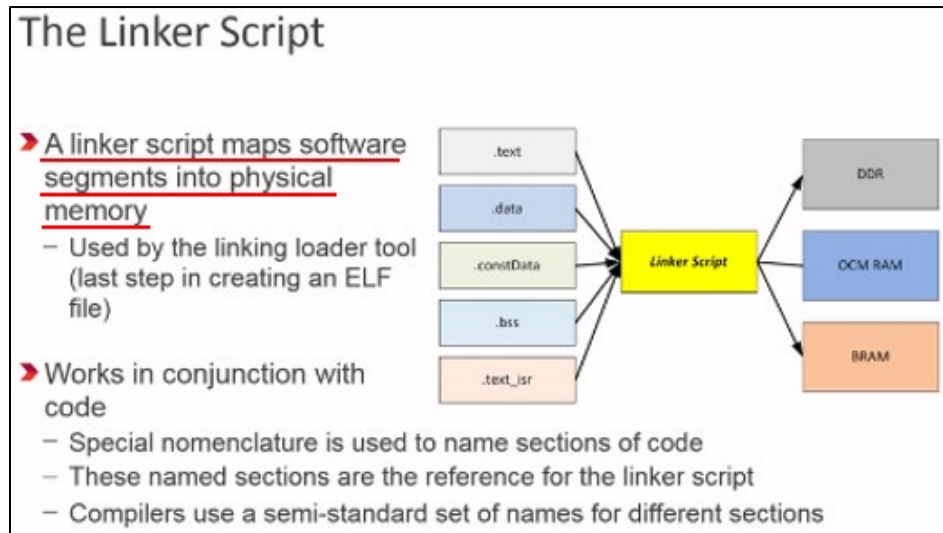 The Linker Script
A linker script maps software
segments into physical
memory
− Used by the linking loader tool
(last step in creating an ELF
file)
Works in conjunction with
code
− Special nomenclature is used to name sections of code
− These named sections are the reference for the linker script
− Compilers use a semi-standard set of names for different sections
.text
.data
.constData
.bss
.text_isr
Linker Script
DDR
OCM RAM
BRAM